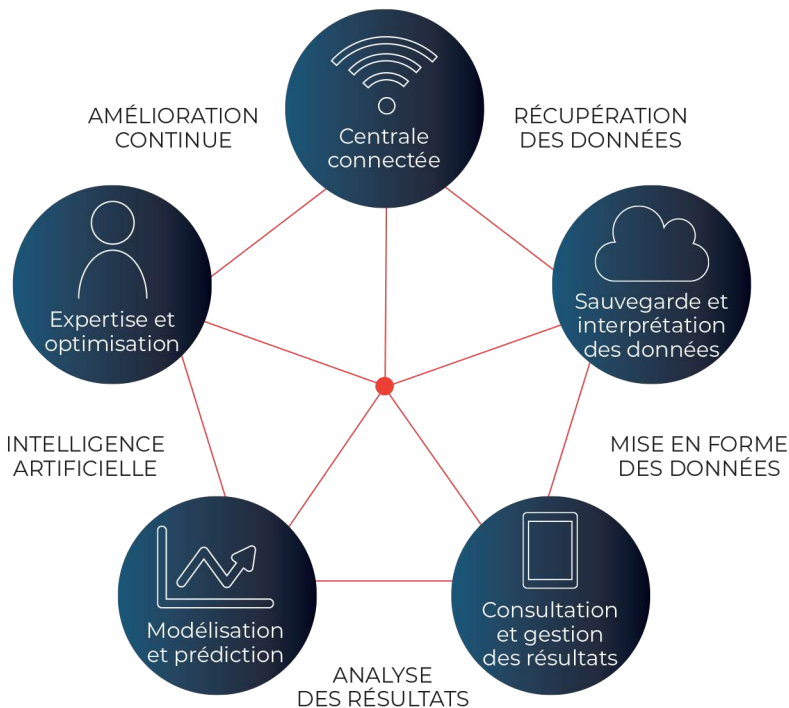 Centrale
connectée
AMÉLIORATION
CONTINUE
RÉCUPÉRATION
DES DONNÉES
Expertise et
optimisation
Sauvegarde et
interprétation
des données
INTELLIGENCE
ARTIFICIELLE
MISE EN FORME
DES DONNÉES
Modélisation
et prédiction
Consultation
et gestion
des résultats
ANALYSE
DES RÉSULTATS